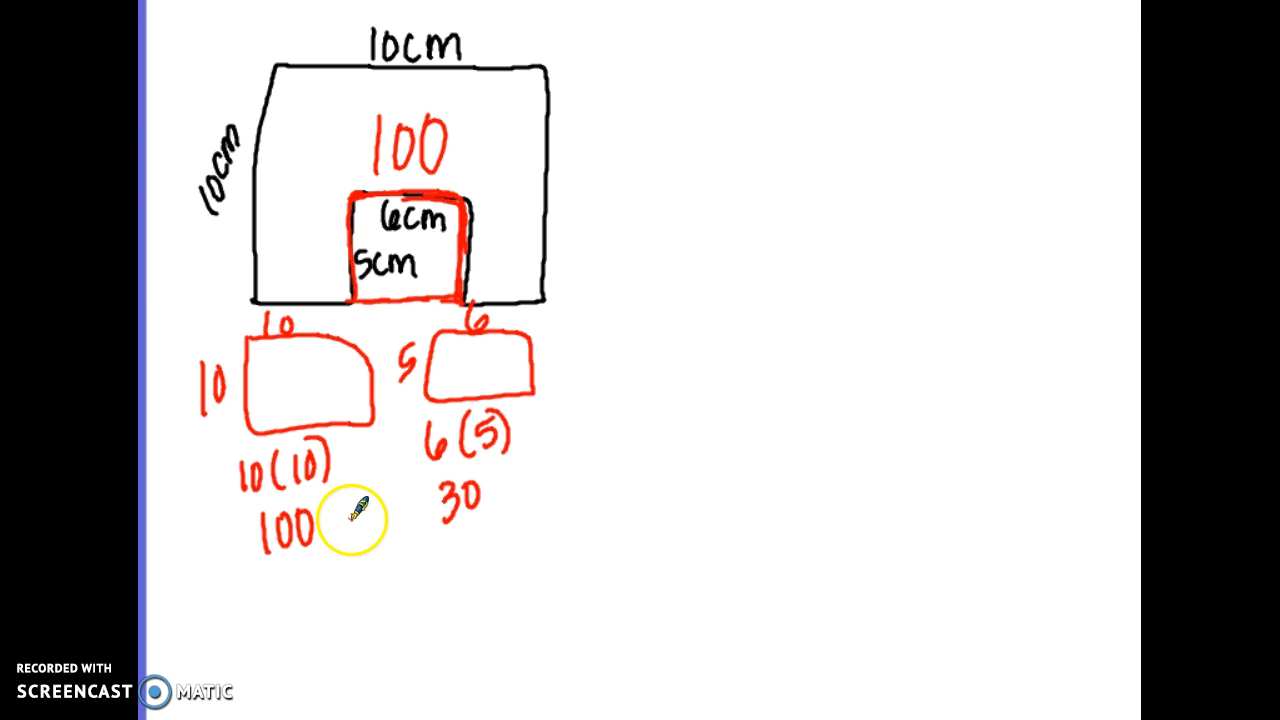 10cm
10cm
100
6cm
5cm
10
6
10
5
10(10)
6(5)
100
30
RECORDED WITH
SCREENCAST MATIC